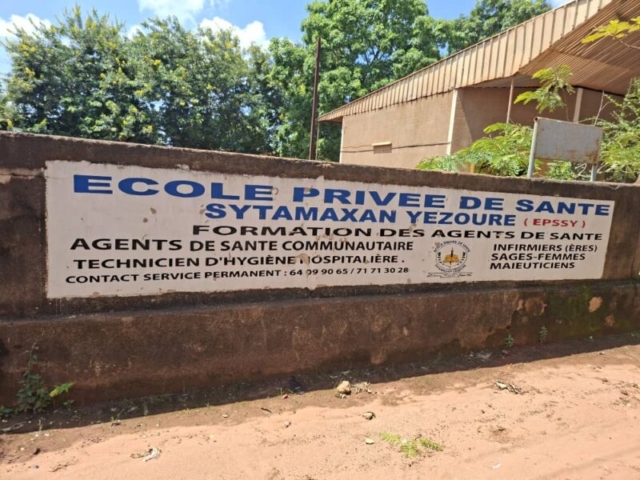 ECOLE PRIVEE DE SANTE
SYTAMAXAN YEZOURE ( EPSSY )
FORMATION DES AGENTS DE SANTE
AGENTS DE SANTE COMMUNAUTAIRE
TECHNICIEN D'HYGIÈNE HOSPITALIÈRE .
CONTACT SERVICE PERMANENT : 64 09 90 65 / 71 71 30 28
INFIRMIERS (ÈRES)
SAGES-FEMMES
MAIEUTICIENS